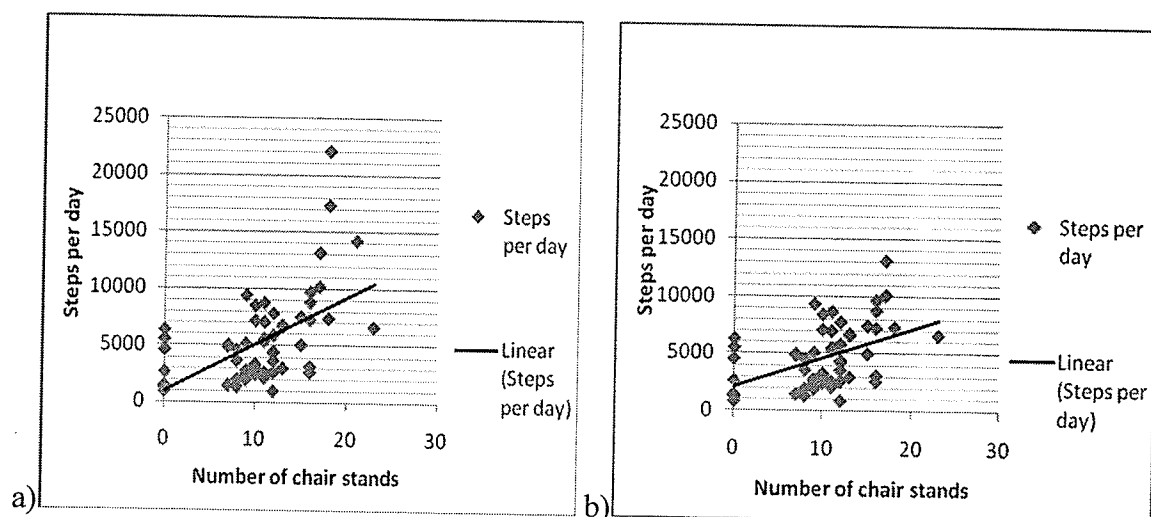 25000
20000
15000
10000
5000
0
0
10
20
30
Steps per day
Number of chair stands
Steps
per day
Linear
(Steps
per day)
a)
25000
20000
15000
10000
5000
0
0
10
20
30
Steps per day
Number of chair stands
Steps per
day
Linear
(Steps per
day)
b)